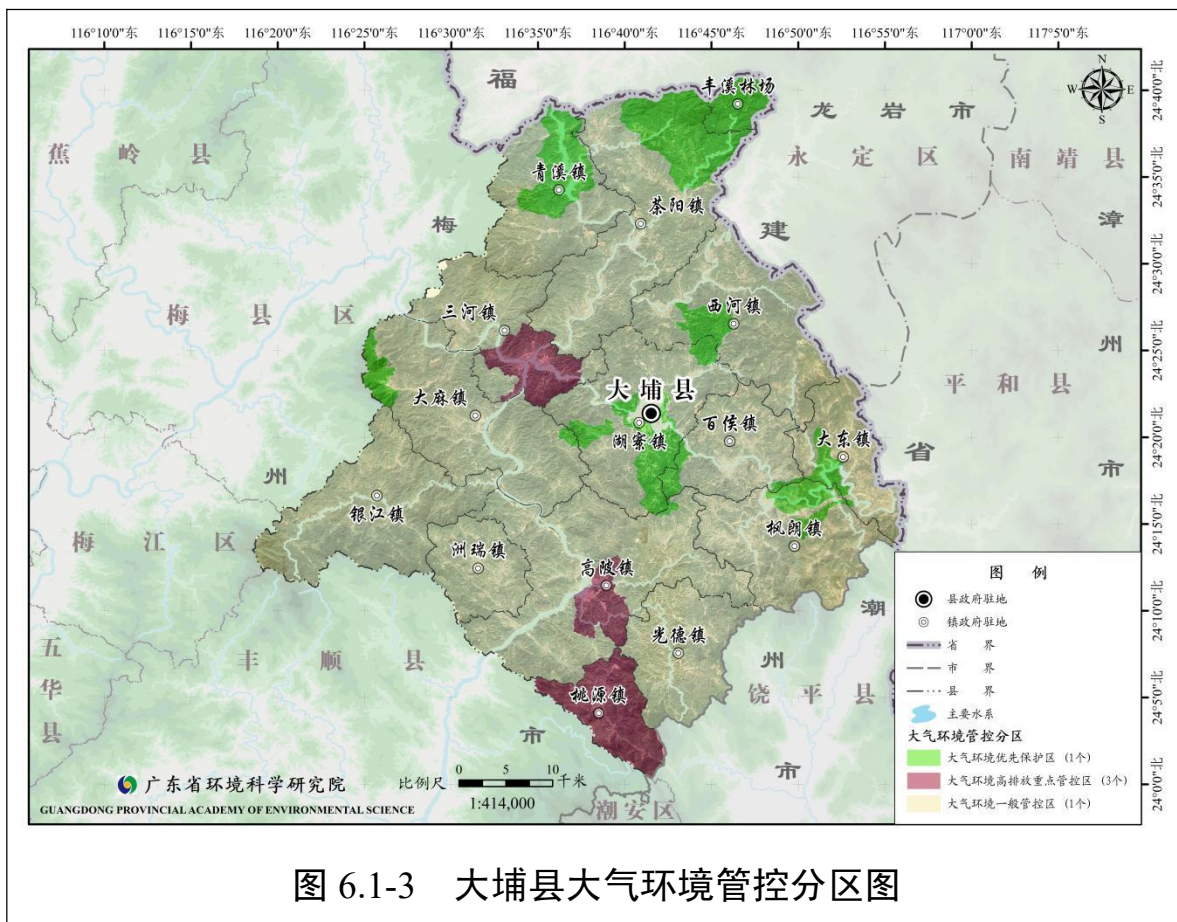 116°10'0"东 116°15'0"东 116°20'0"东 116°25'0"东 116°30'0"东 116°35'0"东 116°40'0"东 116°45'0"东 116°50'0"东 116°55'0"东 117°0'0"东 117°5'0"东
24°40'0"北
24°35'0"北
24°30'0"北
24°25'0"北
24°20'0"北
24°15'0"北
24°10'0"北
24°5'0"北
24°0'0"北
N
W E
S
福
建
省
龙岩市
永定区
南靖县
漳
州
市
平和县
蕉岭县
梅
州
市
梅县区
梅江区
五华县
丰顺县
潮
州
市
饶平县
潮安区
丰溪林场
青溪镇
茶阳镇
西河镇
三河镇
大埔县
大麻镇
湖寮镇
百侯镇
大东镇
银江镇
洲瑞镇
枫朗镇
高陂镇
光德镇
桃源镇
图 例
县政府驻地
镇政府驻地
省 界
市 界
县 界
主要水系
大气环境管控分区
大气环境优先保护区 (1个)
大气环境高排放重点管控区 (3个)
大气环境一般管控区 (1个)
广东省环境科学研究院
GUANGDONG PROVINCIAL ACADEMY OF ENVIRONMENTAL SCIENCE
比例尺 0 5 10 千米
1:414,000
图 6.1-3 大埔县大气环境管控分区图